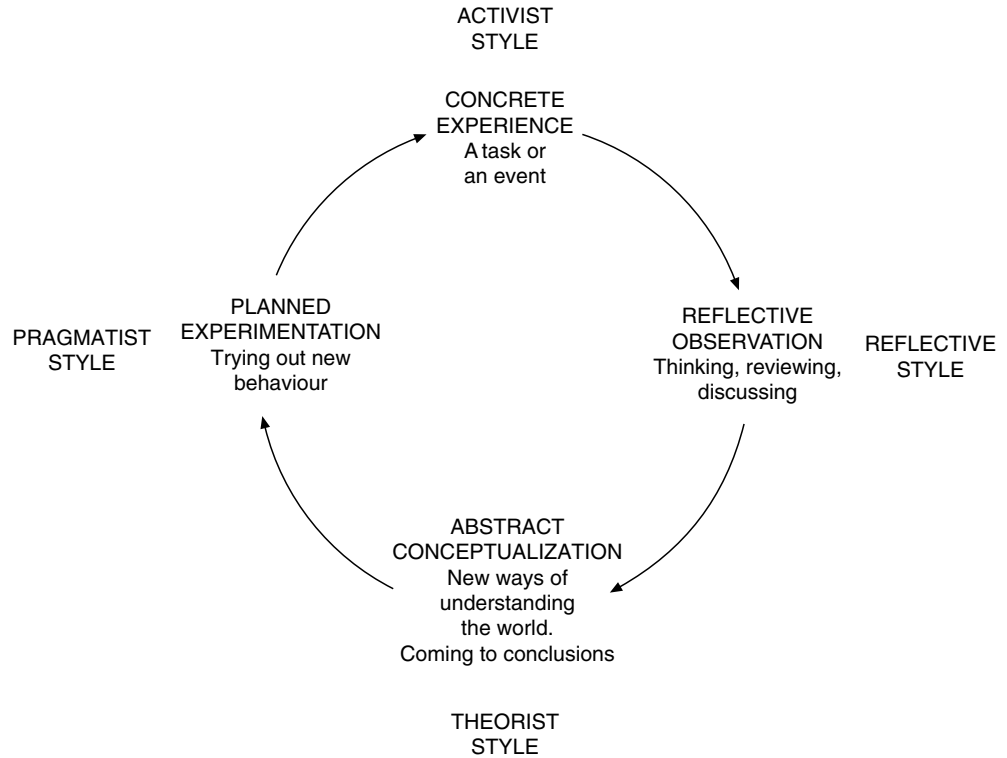 ACTIVIST
STYLE
CONCRETE
EXPERIENCE
A task or
an event
REFLECTIVE
OBSERVATION
Thinking, reviewing,
discussing
REFLECTIVE
STYLE
ABSTRACT
CONCEPTUALIZATION
New ways of
understanding
the world.
Coming to conclusions
THEORIST
STYLE
PLANNED
EXPERIMENTATION
Trying out new
behaviour
PRAGMATIST
STYLE